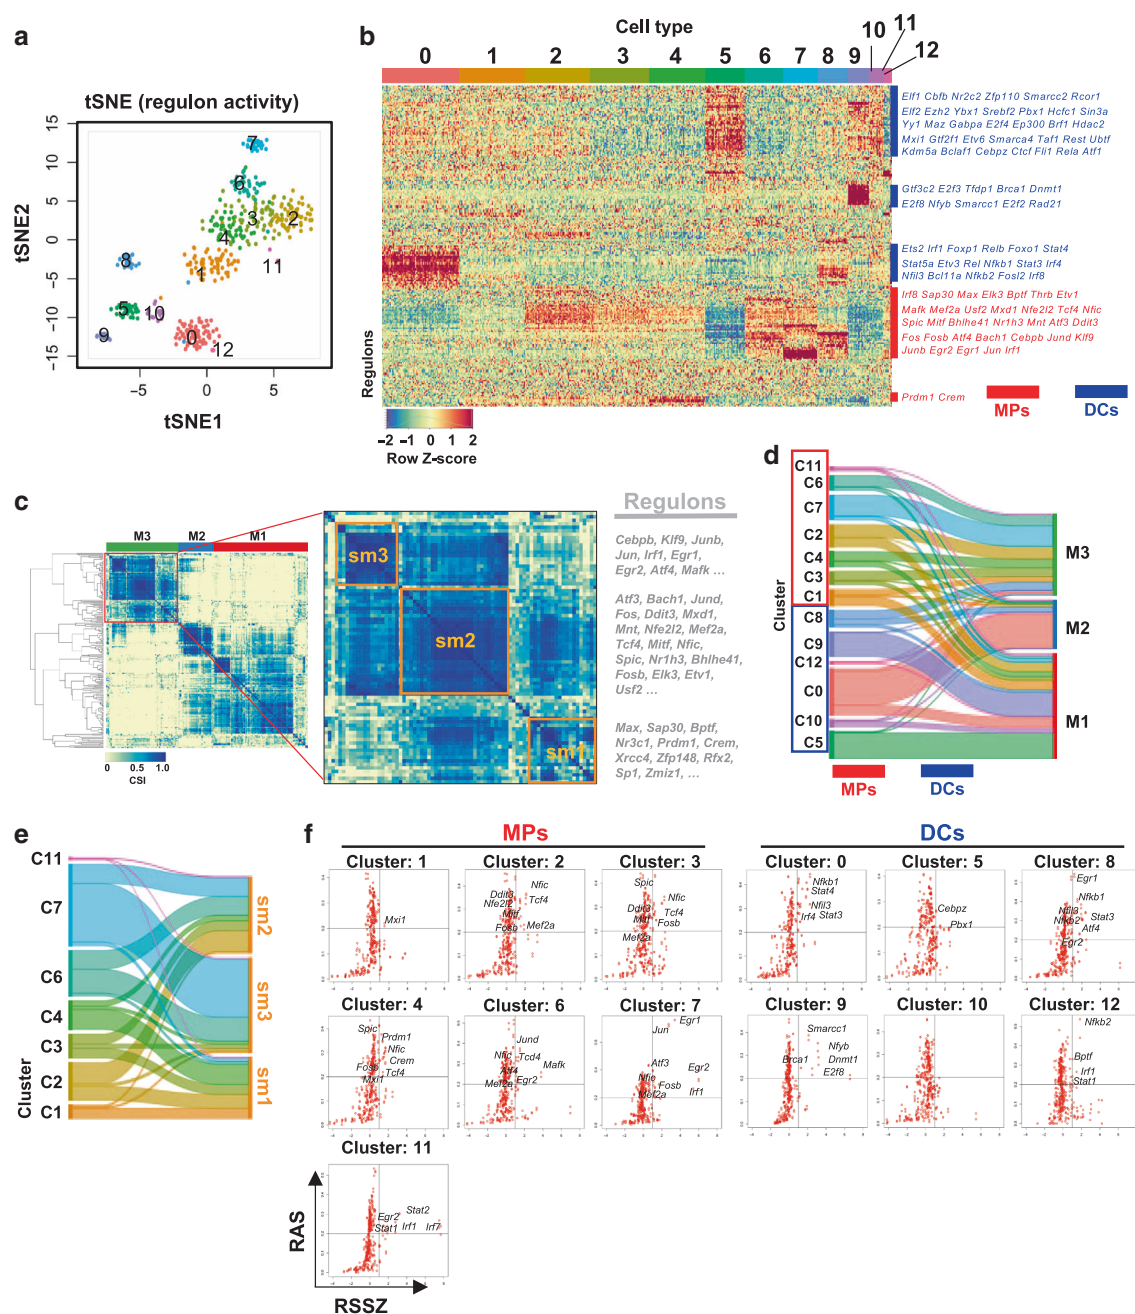 a
tSNE (regulon activity)
15
10
5
0
−5
−10
−15
−5
0
5
tSNE1
tSNE2
7
6
3
2
4
11
8
1
5
10
9
0
12
b
Cell type
0 1 2 3 4 5 6 7 8 9 10 11 12
Regulons
Elf1 Cbfb Nr2c2 Zfp110 Smarcc2 Rcor1
Elf2 Ezh2 Ybx1 Srebf2 Pbx1 Hcfc1 Sin3a
Yy1 Maz Gabpa E2f4 Ep300 Brf1 Hdac2
Mxi1 Gtf2f1 Etv6 Smarca4 Taf1 Rest Ubtf
Kdm5a Bclaf1 Cebpz Ctcf Fli1 Rela Atf1
Gtf3c2 E2f3 Tfdp1 Brca1 Dnmt1
E2f8 Nfyb Smarcc1 E2f2 Rad21
Ets2 Irf1 Foxp1 Relb Foxo1 Stat4
Stat5a Etv3 Rel Nfkb1 Stat3 Irf4
Nfil3 Bcl11a Nfkb2 Fosl2 Irf8
Irf8 Sap30 Max Elk3 Bptf Thrb Etv1
Mafk Mef2a Usf2 Mxd1 Nfe2l2 Tcf4 Nfic
Spic Mitf Bhlhe41 Nr1h3 Mnt Atf3 Ddit3
Fos Fosb Atf4 Bach1 Cebpb Jund Klf9
Junb Egr2 Egr1 Jun Irf1
Prdm1 Crem
MPs
DCs
−2 −1 0 1 2
Row Z-score
c
M3 M2 M1
0 0.5 1.0
CSI
sm3
sm2
sm1
Regulons
Cebpb, Klf9, Junb,
Jun, Irf1, Egr1,
Egr2, Atf4, Mafk ...
Atf3, Bach1, Jund,
Fos, Ddit3, Mxd1,
Mnt, Nfe2l2, Mef2a,
Tcf4, Mitf, Nfic,
Spic, Nr1h3, Bhlhe41,
Fosb, Elk3, Etv1,
Usf2 ...
Max, Sap30, Bptf,
Nr3c1, Prdm1, Crem,
Xrcc4, Zfp148, Rfx2,
Sp1, Zmiz1, ...
d
Cluster
C11
C6
C7
C2
C4
C3
C1
C8
C9
C12
C0
C10
C5
M3
M2
M1
MPs
DCs
e
Cluster
C11
C7
C6
C4
C3
C2
C1
sm2
sm3
sm1
f
MPs
DCs
Cluster: 1
Mxi1
Cluster: 2
Nfic
Ddit3
Tcf4
Nfe2l2
Mitf
Fosb
Mef2a
Cluster: 3
Spic
Nfic
Ddit3
Tcf4
Mitf
Fosb
Mef2a
Cluster: 0
Nfkb1
Stat4
Nfil3
Irf4 Stat3
Cluster: 5
Cebpz
Pbx1
Cluster: 8
Egr1
Nfkb1
Nfil3
Stat3
Nfkb2
Atf4
Egr2
Cluster: 4
Spic
Prdm1
Nfic
Crem
Fosb
Tcf4
Mxi1
Cluster: 6
Jund
Nfic
Tcd4
Mafk
Atf4
Egr2
Mef2a
Cluster: 7
Egr1
Jun
Atf3
Egr2
Nfic
Fosb
Irf1
Mef2a
Cluster: 9
Smarcc1
Nfyb
Brca1
Dnmt1
E2f8
Cluster: 10
Cluster: 12
Nfkb2
Bptf
Irf1
Stat1
Cluster: 11
Stat2
Egr2
Stat1 Irf1 Irf7
RAS
RSSZ